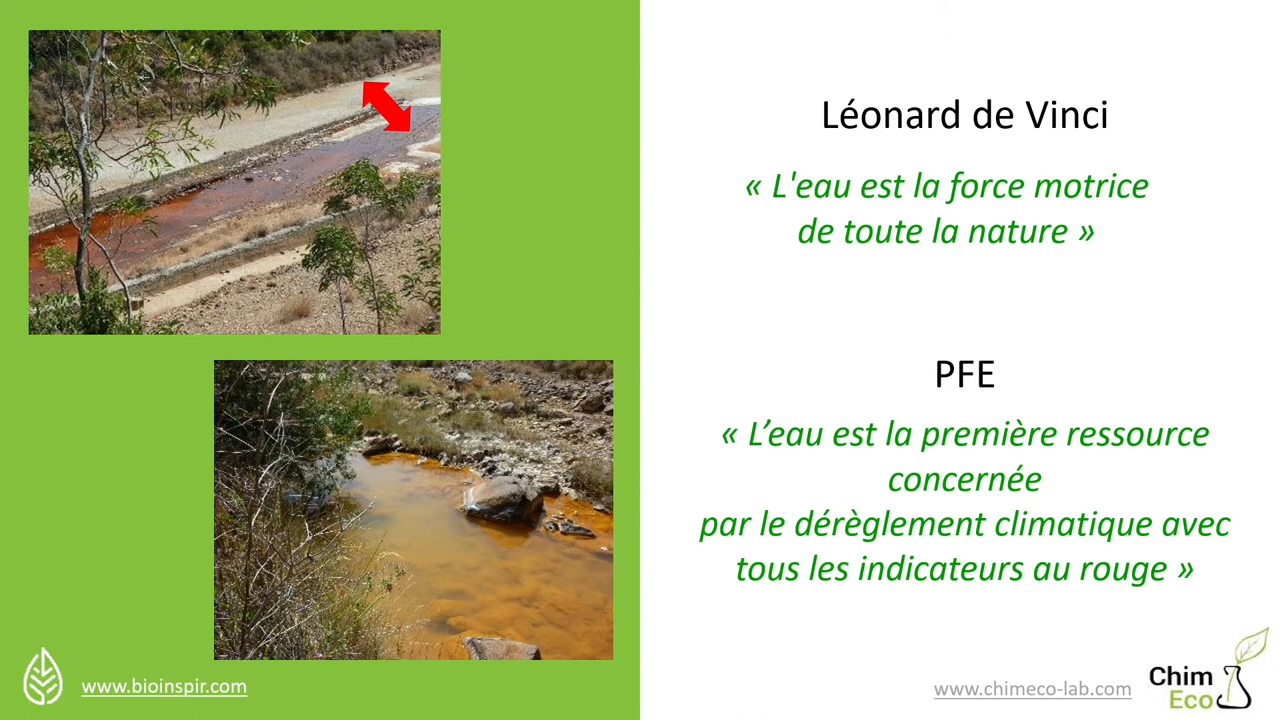 Léonard de Vinci
« L'eau est la force motrice
de toute la nature »
PFE
« L’eau est la première ressource
concernée
par le dérèglement climatique avec
tous les indicateurs au rouge »
www.bioinspir.com
www.chimeco-lab.com
Chim
Eco